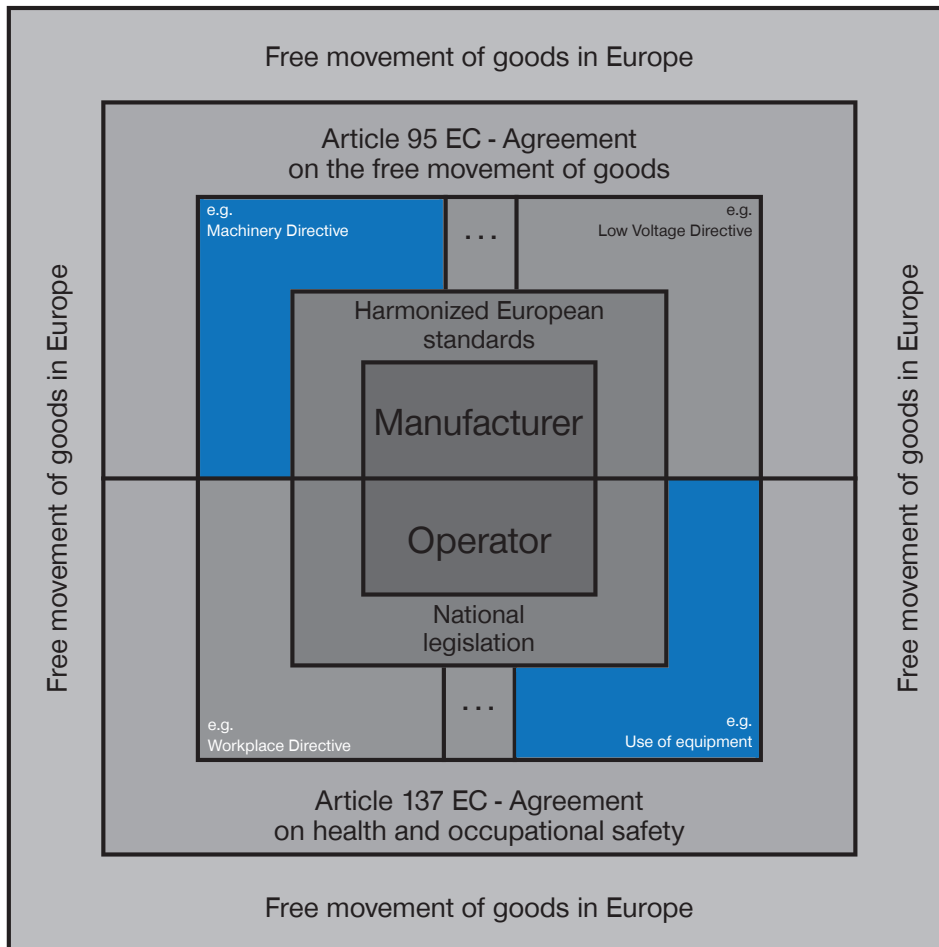 Free movement of goods in Europe
Article 95 EC - Agreement
on the free movement of goods
e.g.
Machinery Directive
...
e.g.
Low Voltage Directive
Harmonized European
standards
Manufacturer
Free movement of goods in Europe
Free movement of goods in Europe
Operator
National
legislation
e.g.
Workplace Directive
...
e.g.
Use of equipment
Article 137 EC - Agreement
on health and occupational safety
Free movement of goods in Europe